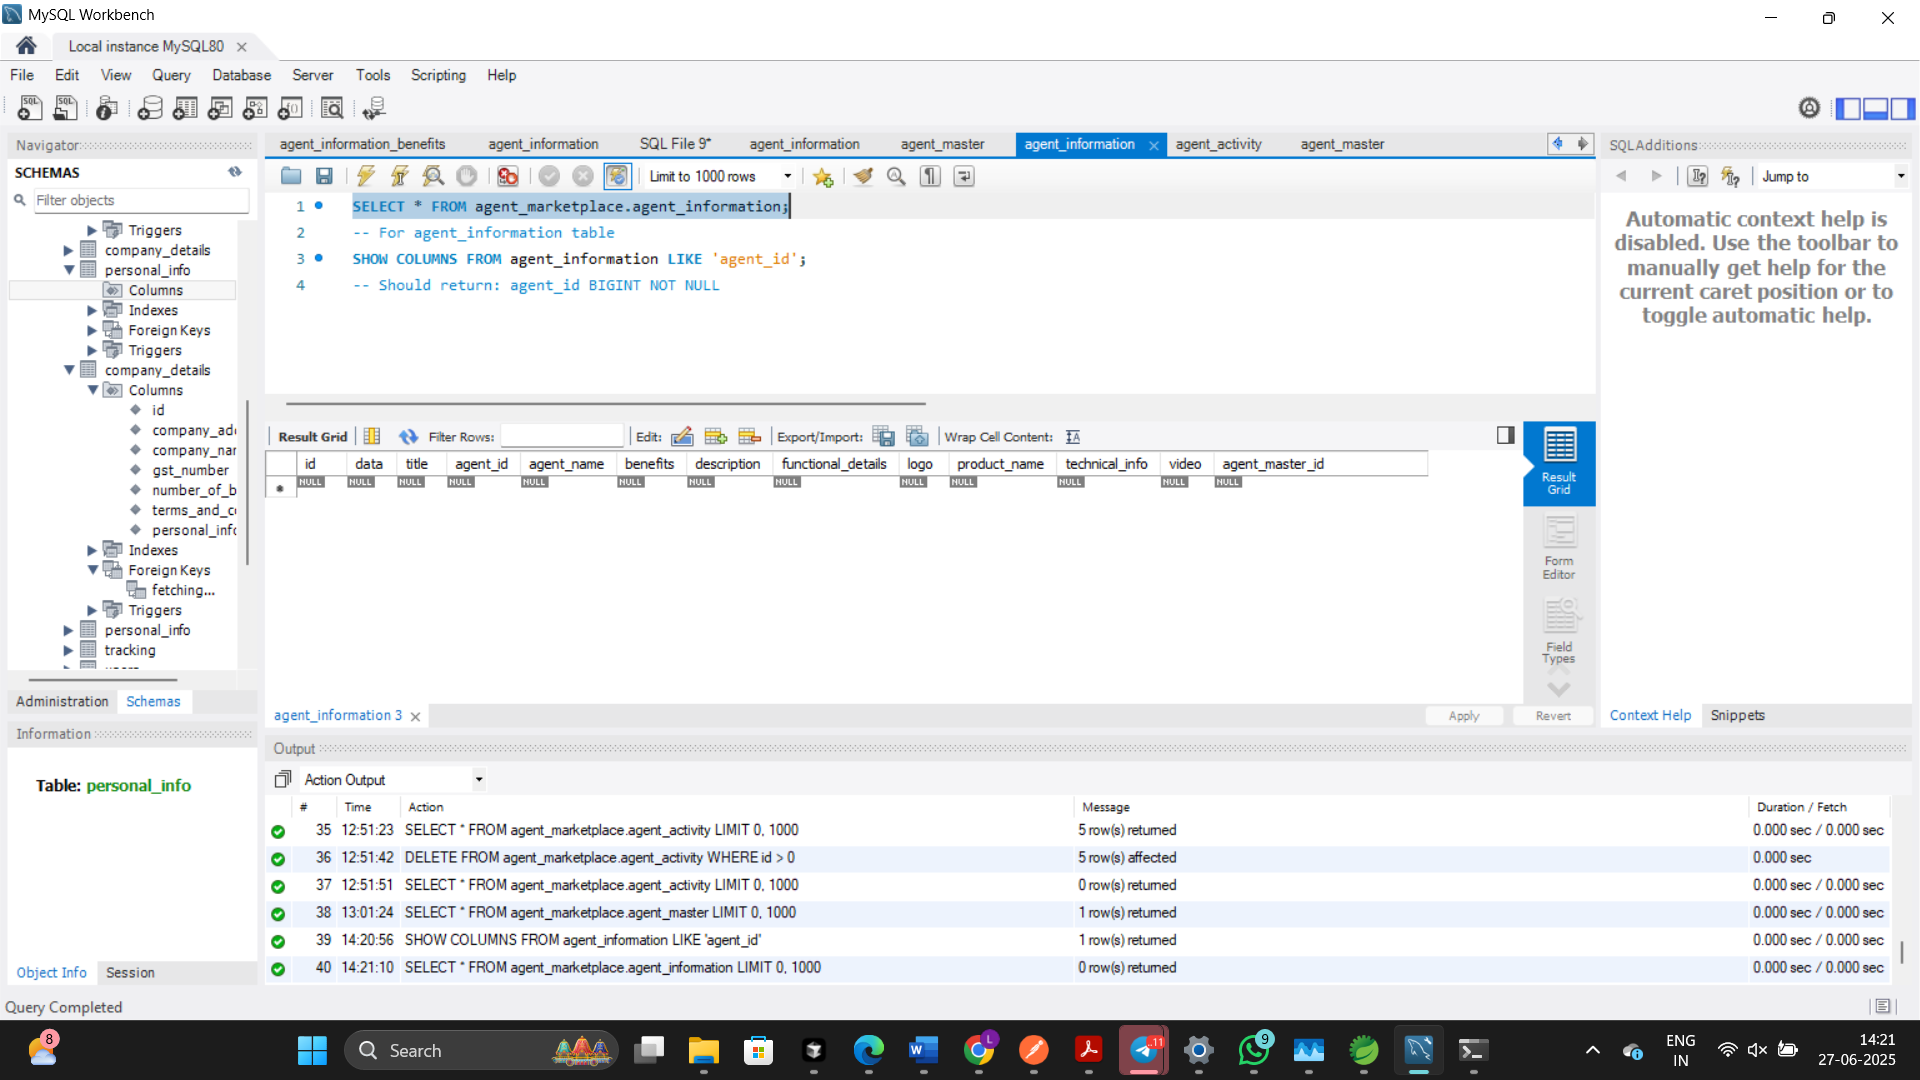 MySQL Workbench
Local instance MySQL80
File Edit View Query Database Server Tools Scripting Help
Navigator
SCHEMAS
Filter objects
Triggers
company_details
personal_info
Columns
Indexes
Foreign Keys
Triggers
company_details
Columns
id
company_add
company_nar
gst_number
number_of_b
terms_and_co
personal_info
Indexes
Foreign Keys
fetching...
Triggers
personal_info
tracking
Administration Schemas
Information
Table: personal_info
Object Info Session
Query Completed
agent_information_benefits agent_information SQL File 9* agent_information agent_master agent_information agent_activity agent_master
Limit to 1000 rows
1 SELECT * FROM agent_marketplace.agent_information;
2 -- For agent_information table
3 SHOW COLUMNS FROM agent_information LIKE 'agent_id';
4 -- Should return: agent_id BIGINT NOT NULL
Result Grid Filter Rows: Edit: Export/Import: Wrap Cell Content:
id data title agent_id agent_name benefits description functional_details logo product_name technical_info video agent_master_id
NULL NULL NULL NULL NULL NULL NULL NULL NULL NULL NULL NULL NULL
Result
Grid
Form
Editor
Field
Types
agent_information 3
Apply Revert
SQLAdditions
Jump to
Automatic context help is
disabled. Use the toolbar to
manually get help for the
current caret position or to
toggle automatic help.
Context Help Snippets
Output
Action Output
# Time Action Message Duration / Fetch
35 12:51:23 SELECT * FROM agent_marketplace.agent_activity LIMIT 0, 1000 5 row(s) returned 0.000 sec / 0.000 sec
36 12:51:42 DELETE FROM agent_marketplace.agent_activity WHERE id > 0 5 row(s) affected 0.000 sec
37 12:51:51 SELECT * FROM agent_marketplace.agent_activity LIMIT 0, 1000 0 row(s) returned 0.000 sec / 0.000 sec
38 13:01:24 SELECT * FROM agent_marketplace.agent_master LIMIT 0, 1000 1 row(s) returned 0.000 sec / 0.000 sec
39 14:20:56 SHOW COLUMNS FROM agent_information LIKE 'agent_id' 1 row(s) returned 0.000 sec / 0.000 sec
40 14:21:10 SELECT * FROM agent_marketplace.agent_information LIMIT 0, 1000 0 row(s) returned 0.000 sec / 0.000 sec
8
Search
L
..11
9
ENG
IN
14:21
27-06-2025